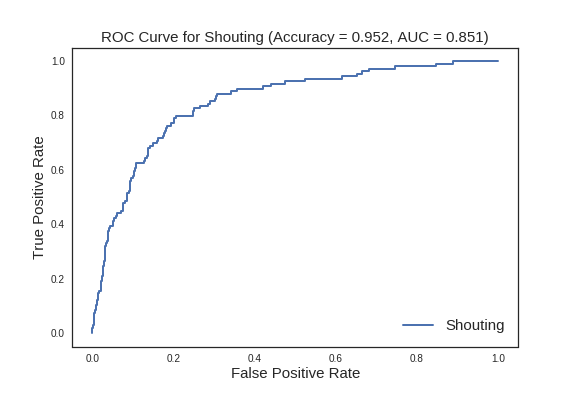 ROC Curve for Shouting (Accuracy = 0.952, AUC = 0.851)
1.0
0.8
0.6
0.4
0.2
0.0
True Positive Rate
Shouting
0.0 0.2 0.4 0.6 0.8 1.0
False Positive Rate